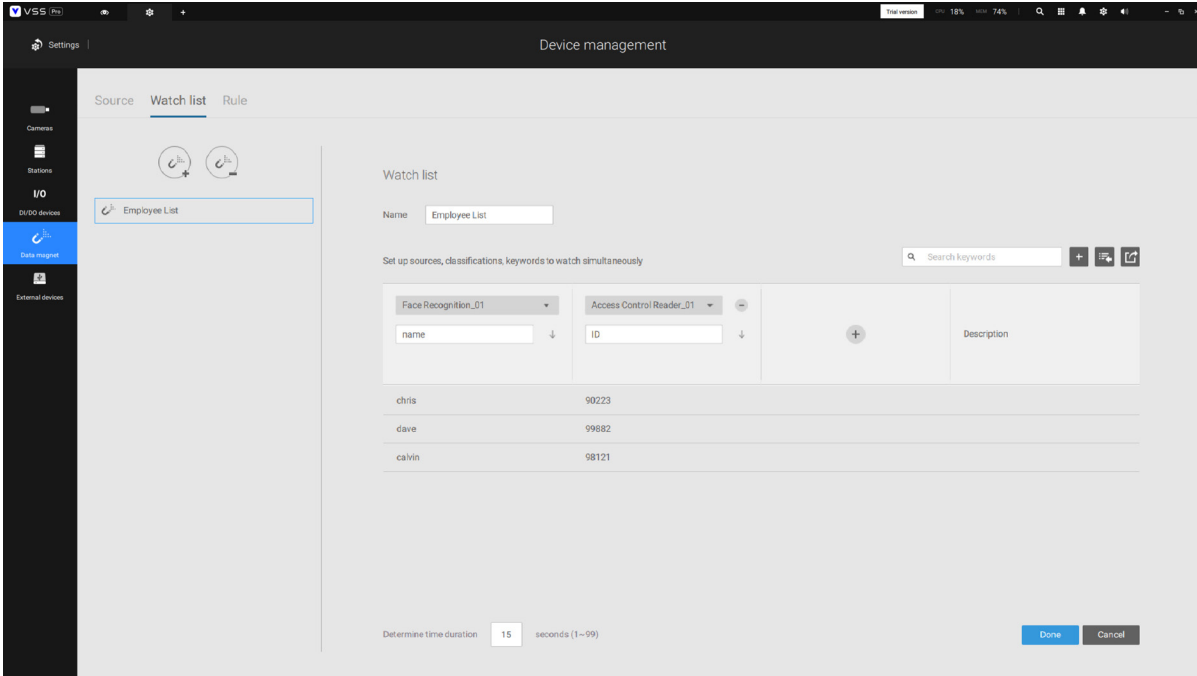 VSS Pro
+
Trial version CPU 18% MEM 74%
Settings
Device management
Cameras
Stations
I/O
DI/DO devices
Data magnet
External devices
Source Watch list Rule
Employee List
Watch list
Name Employee List
Set up sources, classifications, keywords to watch simultaneously
Search keywords
Face Recognition_01 Access Control Reader_01
name ID Description
chris 90223
dave 99882
calvin 98121
Determine time duration 15 seconds (1~99)
Done Cancel